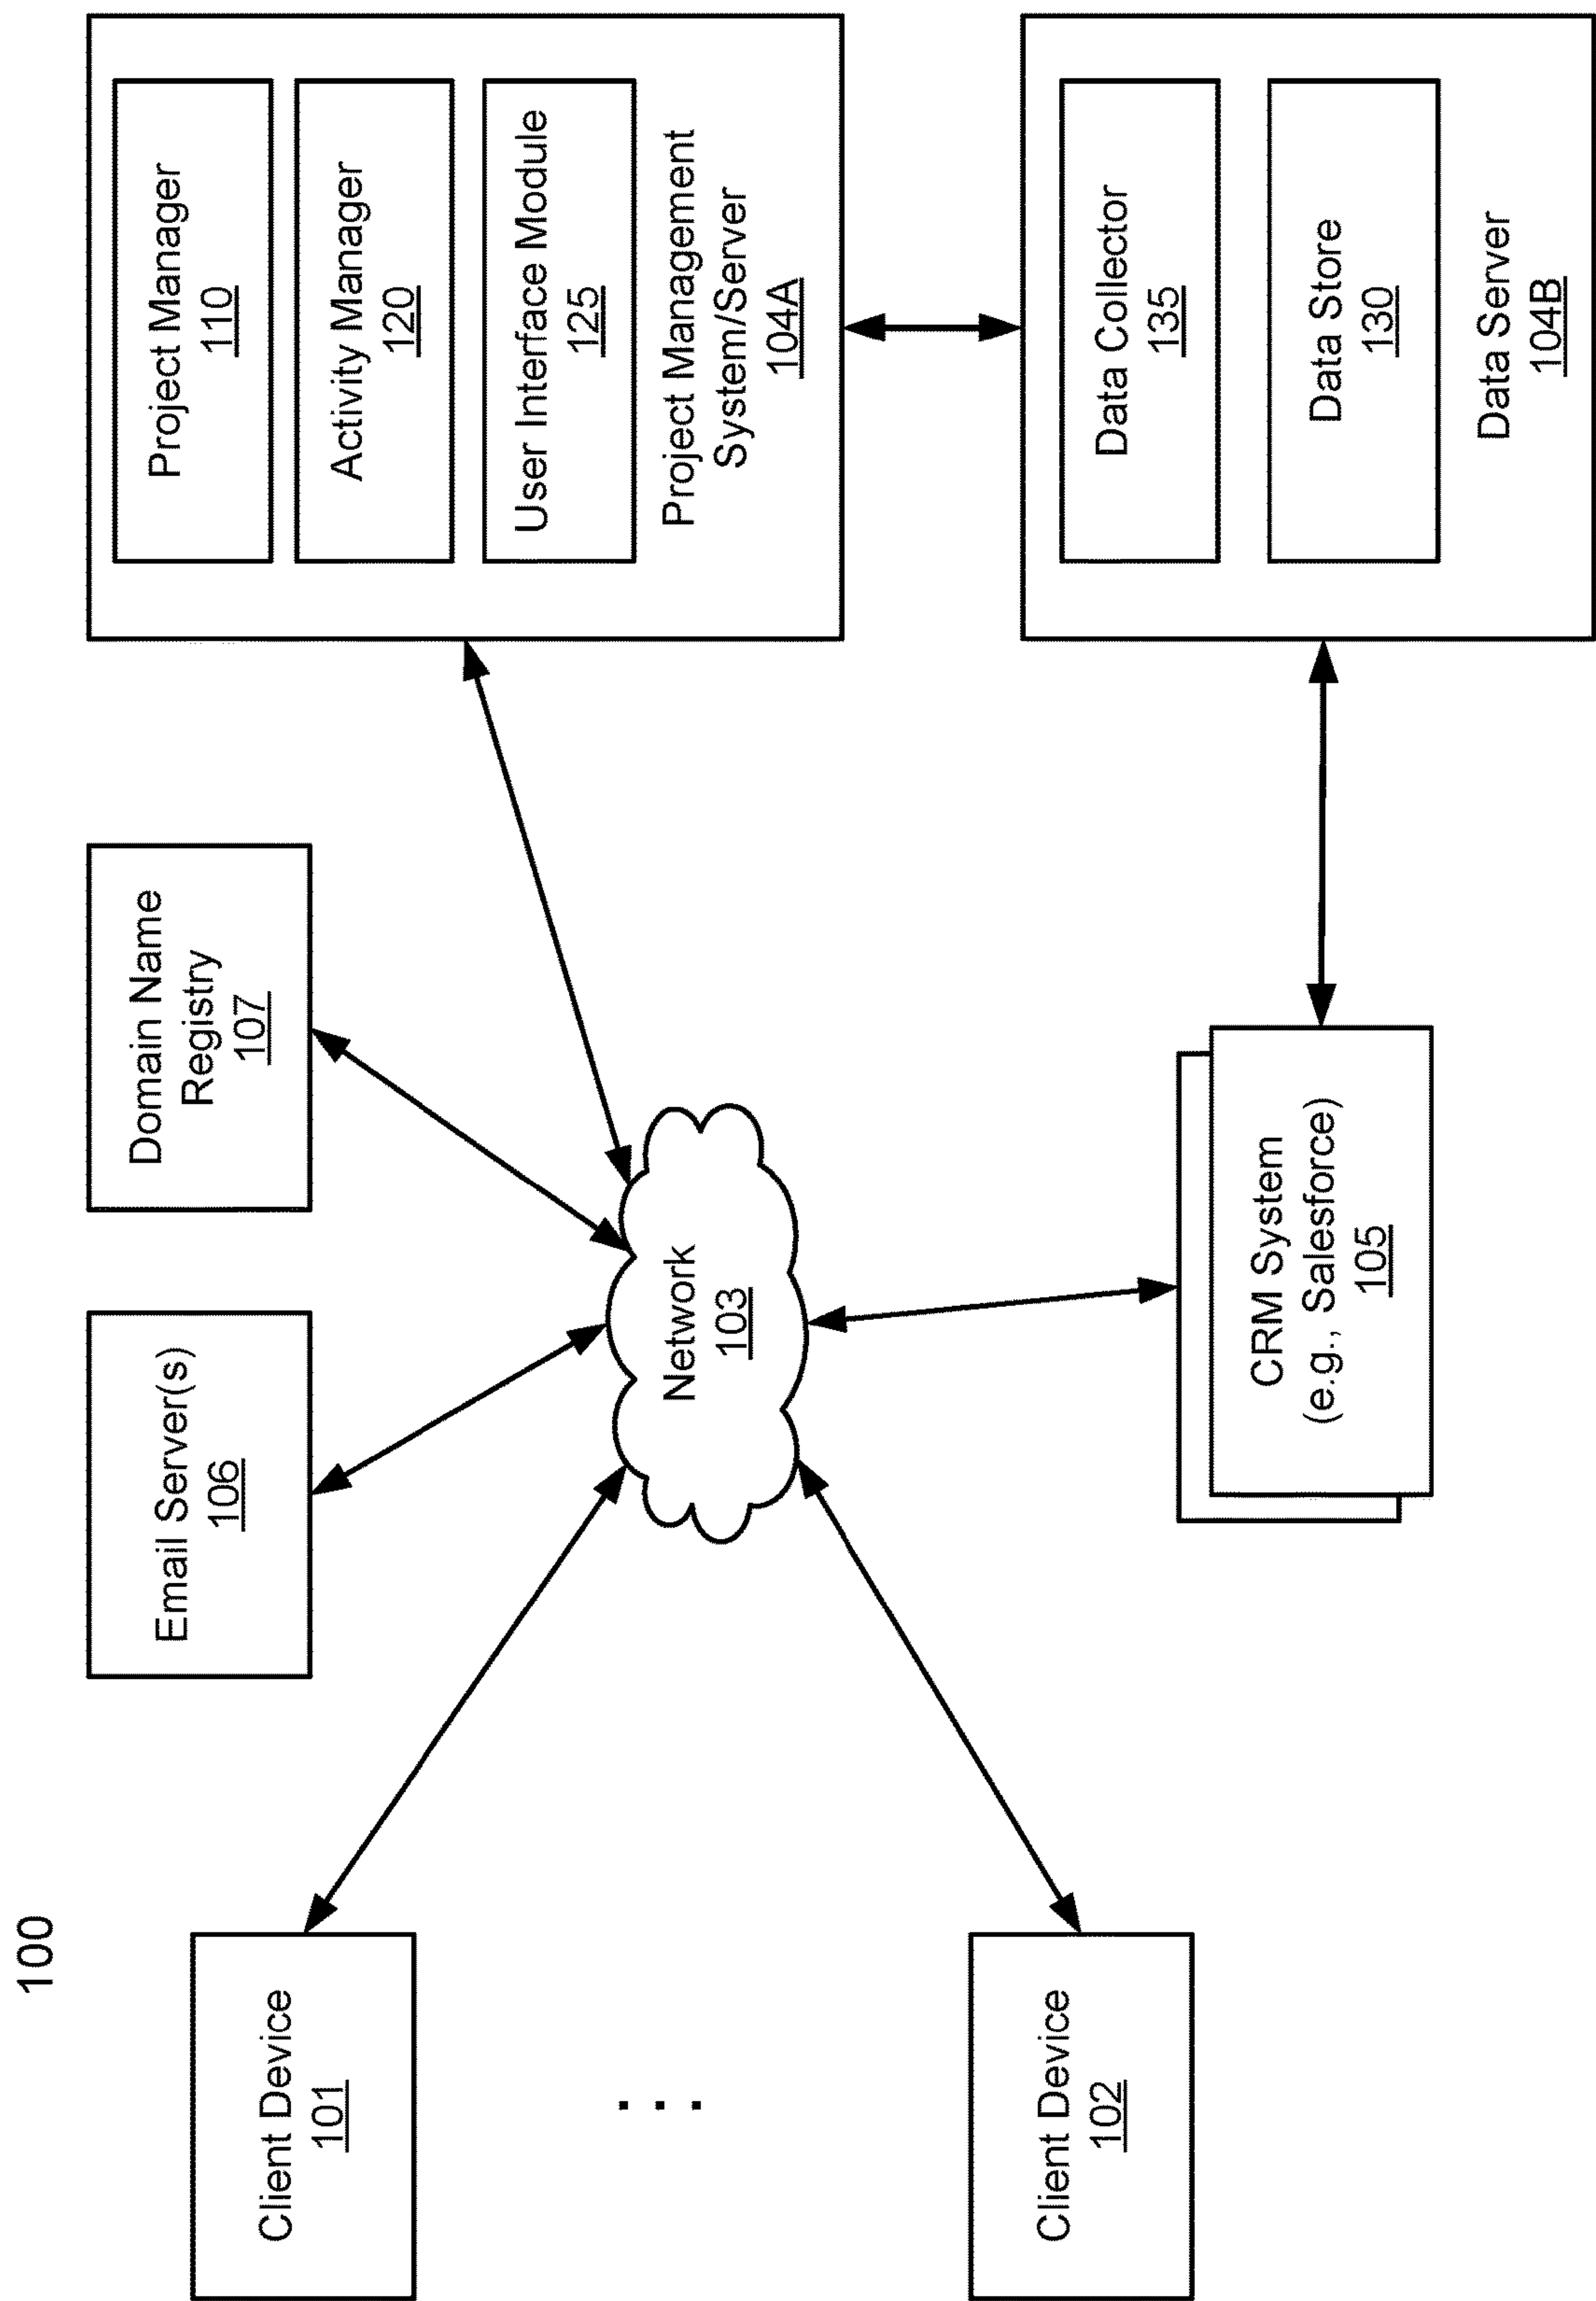 100
Client Device
101
. . .
Client Device
102
Email Server(s)
106
Domain Name
Registry
107
Network
103
CRM System
(e.g., Salesforce)
105
Project Manager
110
Activity Manager
120
User Interface Module
125
Project Management
System/Server
104A
Data Collector
135
Data Store
130
Data Server
104B